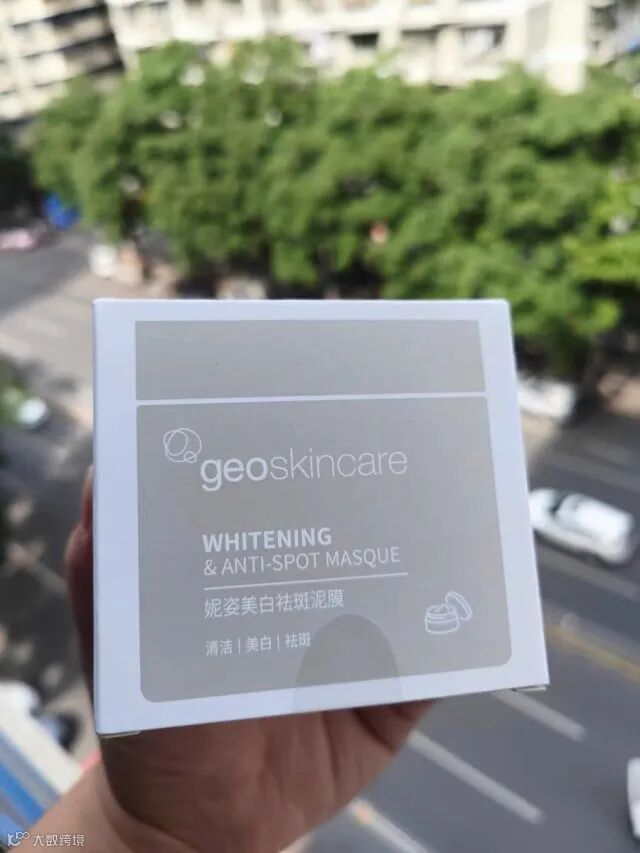 geoskincare
WHITENING
& ANTI-SPOT MASQUE
妮姿美白祛斑泥膜
清洁 | 美白 | 祛斑
大数跨境